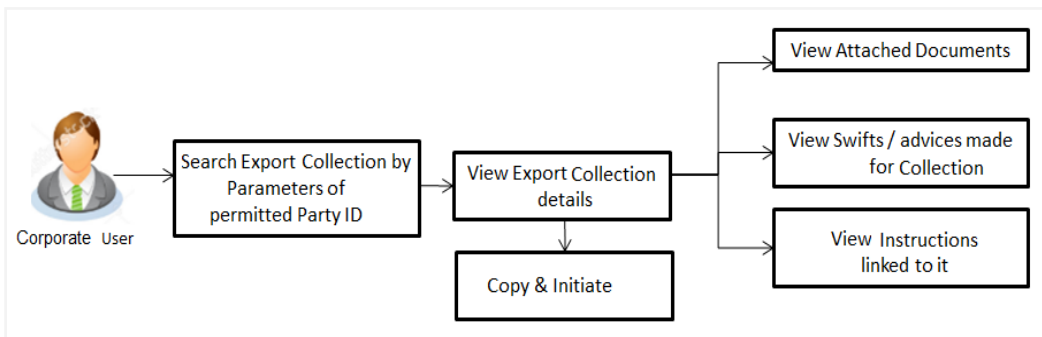 Corporate User
Search Export Collection by
Parameters of
permitted Party ID
View Export Collection
details
Copy & Initiate
View Attached Documents
View Swifts / advices made
for Collection
View Instructions
linked to it